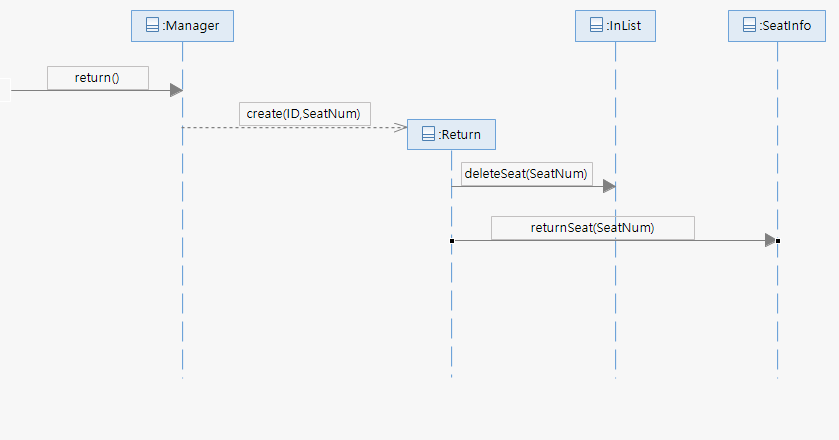 :Manager
:InList
:SeatInfo
return()
create(ID,SeatNum)
:Return
deleteSeat(SeatNum)
returnSeat(SeatNum)